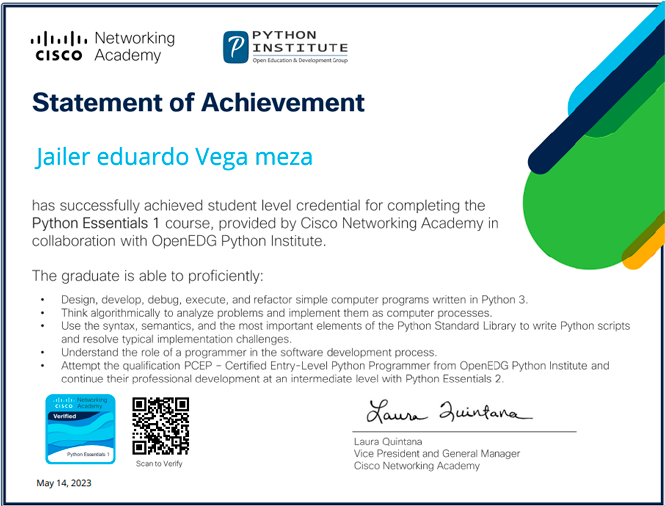 Networking
CISCO Academy
PYTHON
INSTITUTE
Open Education & Development Group
Statement of Achievement
Jailer eduardo Vega meza
has successfully achieved student level credential for completing the
Python Essentials 1 course, provided by Cisco Networking Academy in
collaboration with OpenEDG Python Institute.
The graduate is able to proficiently:
• Design, develop, debug, execute, and refactor simple computer programs written in Python 3.
• Think algorithmically to analyze problems and implement them as computer processes.
• Use the syntax, semantics, and the most important elements of the Python Standard Library to write Python scripts
and resolve typical implementation challenges.
• Understand the role of a programmer in the software development process.
• Attempt the qualification PCEP – Certified Entry-Level Python Programmer from OpenEDG Python Institute and
continue their professional development at an intermediate level with Python Essentials 2.
Networking
CISCO Academy
Verified
Python Essentials 1
Scan to Verify
Laura Quintana
Laura Quintana
Vice President and General Manager
Cisco Networking Academy
May 14, 2023